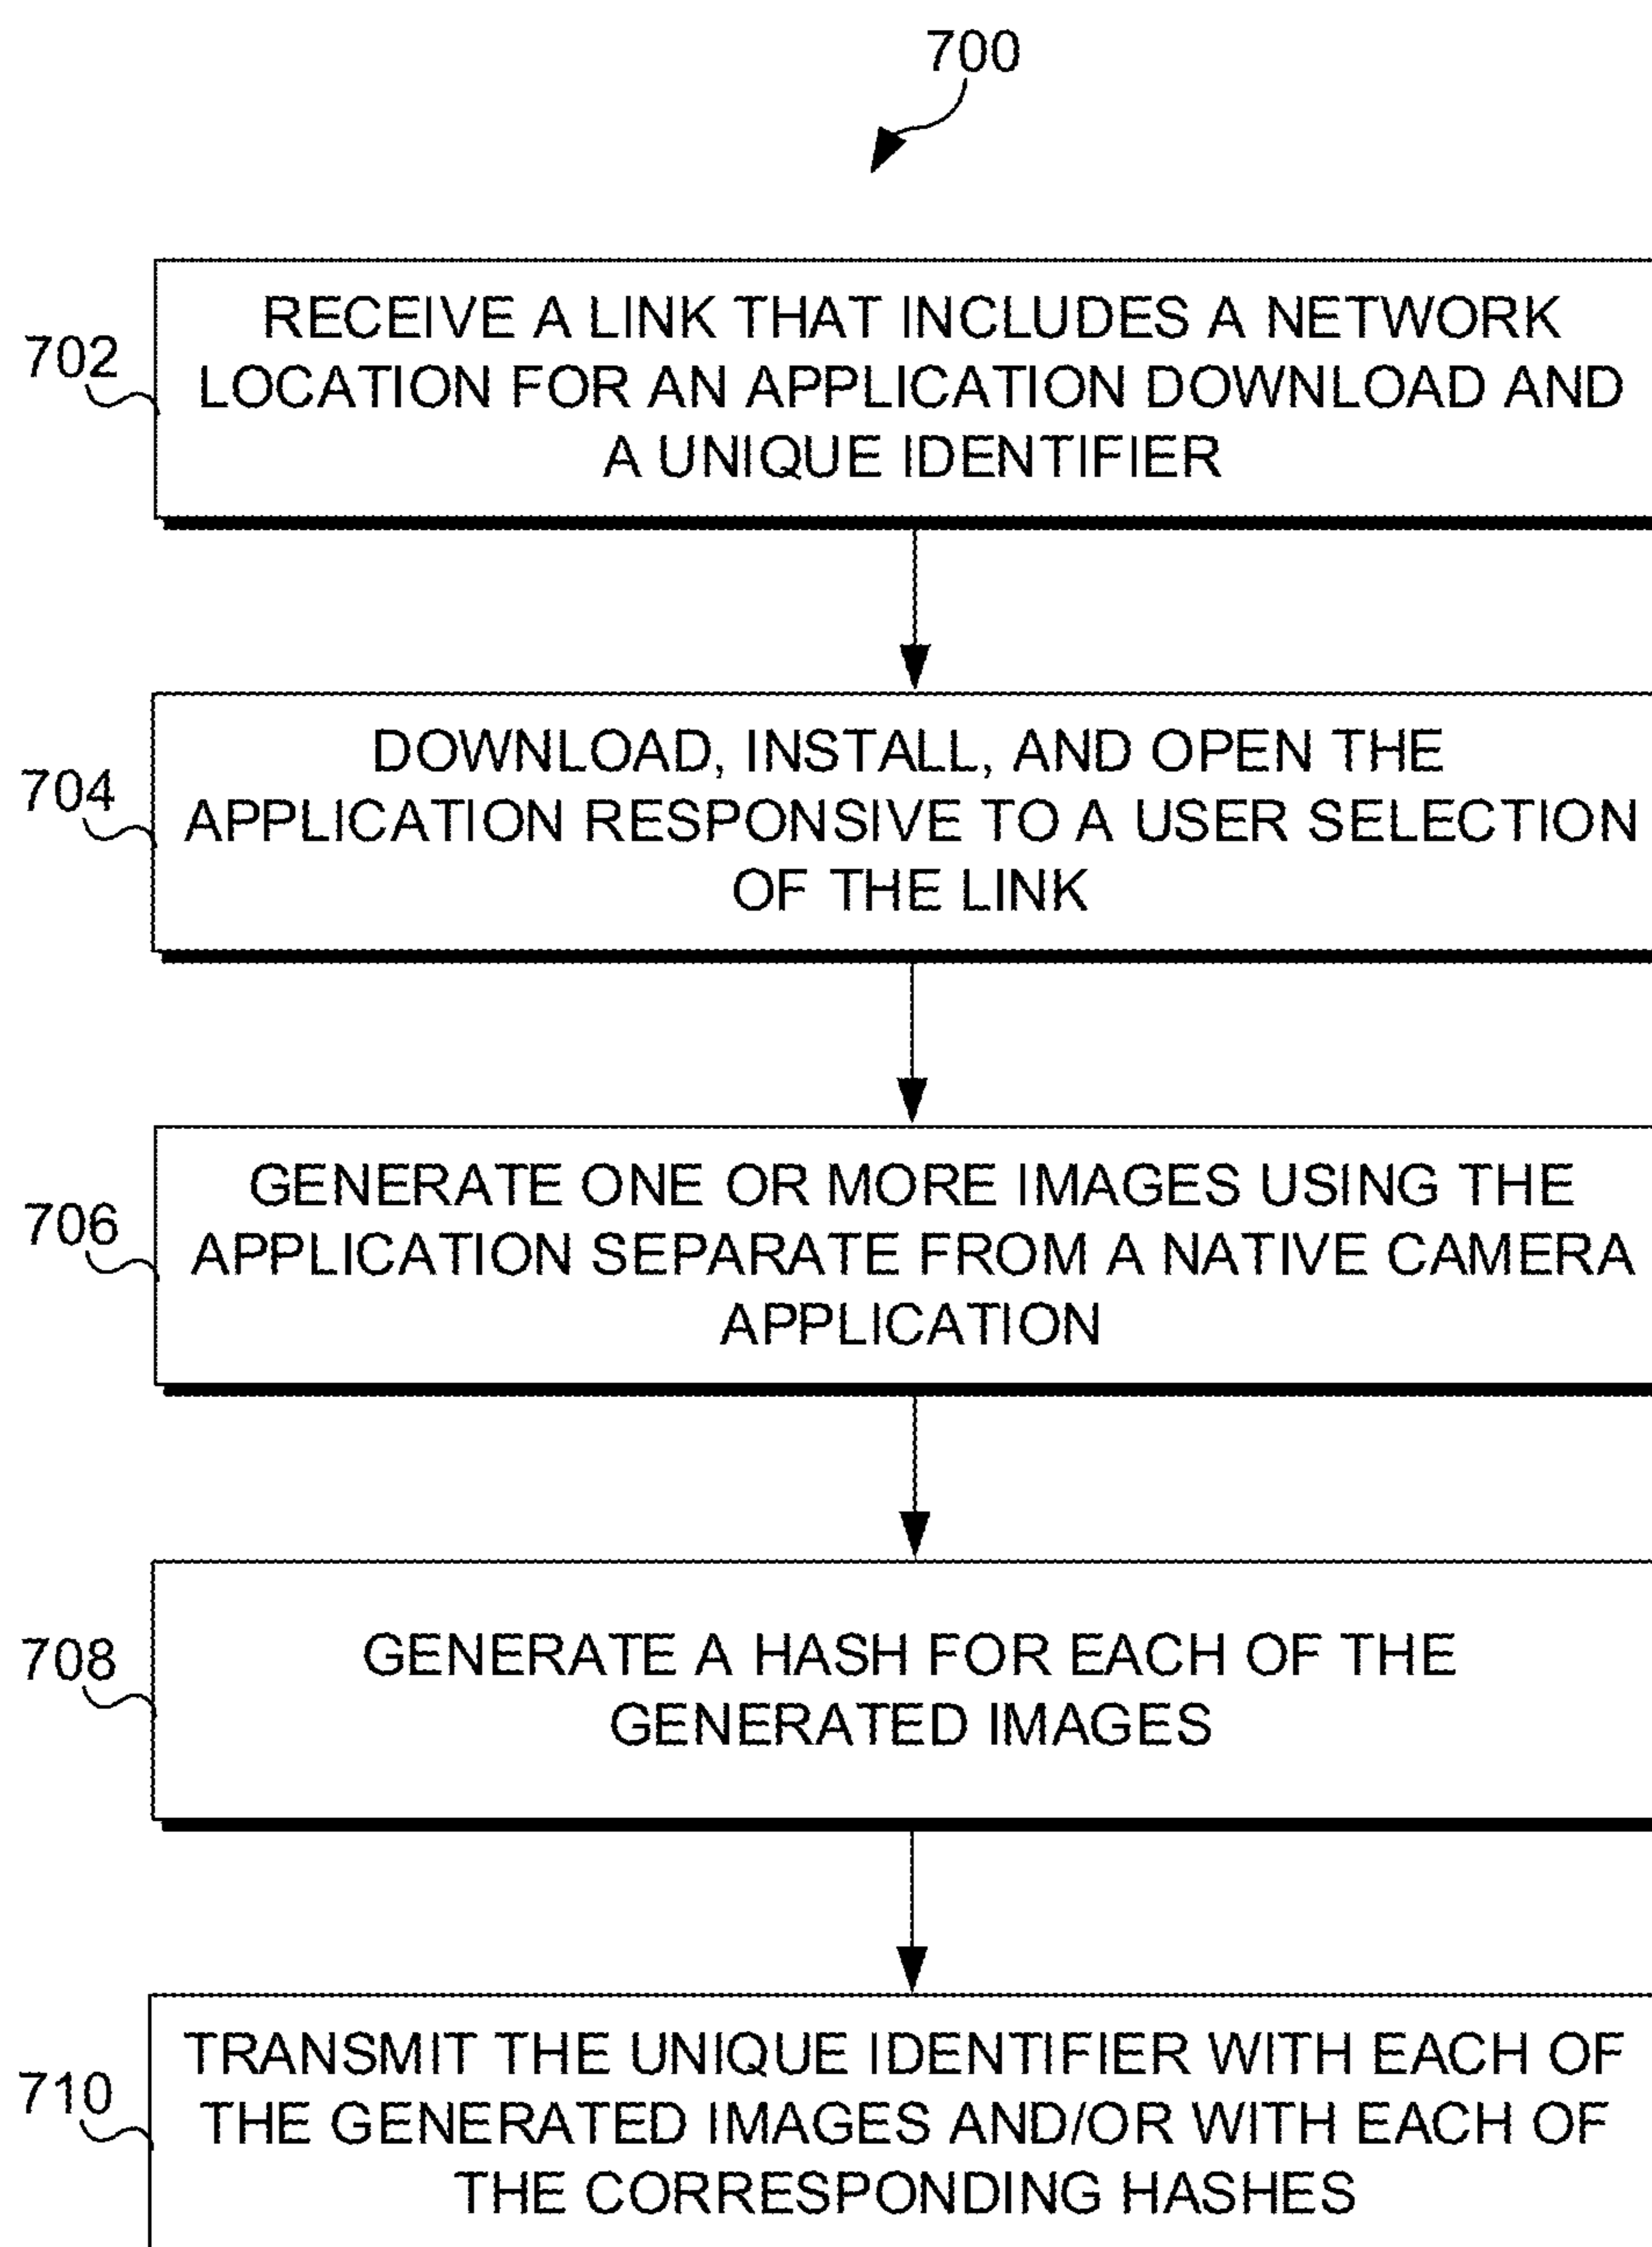 700
702
RECEIVE A LINK THAT INCLUDES A NETWORK
LOCATION FOR AN APPLICATION DOWNLOAD AND
A UNIQUE IDENTIFIER
704
DOWNLOAD, INSTALL, AND OPEN THE
APPLICATION RESPONSIVE TO A USER SELECTION
OF THE LINK
706
GENERATE ONE OR MORE IMAGES USING THE
APPLICATION SEPARATE FROM A NATIVE CAMERA
APPLICATION
708
GENERATE A HASH FOR EACH OF THE
GENERATED IMAGES
710
TRANSMIT THE UNIQUE IDENTIFIER WITH EACH OF
THE GENERATED IMAGES AND/OR WITH EACH OF
THE CORRESPONDING HASHES